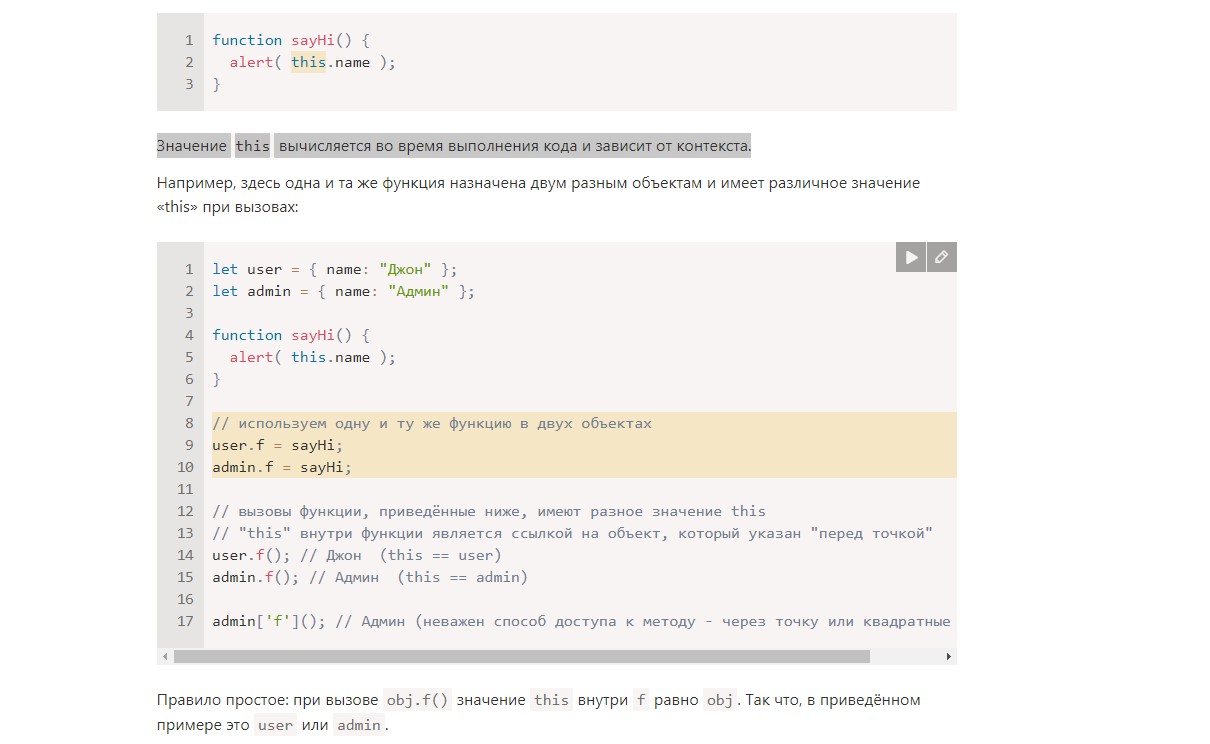 1 function sayHi() {
2 alert( this.name );
3 }
Значение this вычисляется во время выполнения кода и зависит от контекста.
Например, здесь одна и та же функция назначена двум разным объектам и имеет различное значение
«this» при вызовах:
1 let user = { name: "Джон" };
2 let admin = { name: "Админ" };
3
4 function sayHi() {
5 alert( this.name );
6 }
7
8 // используем одну и ту же функцию в двух объектах
9 user.f = sayHi;
10 admin.f = sayHi;
11
12 // вызовы функции, приведённые ниже, имеют разное значение this
13 // "this" внутри функции является ссылкой на объект, который указан "перед точкой"
14 user.f(); // Джон (this == user)
15 admin.f(); // Админ (this == admin)
16
17 admin['f'](); // Админ (неважен способ доступа к методу - через точку или квадратные
Правило простое: при вызове obj.f() значение this внутри f равно obj. Так что, в приведённом
примере это user или admin.